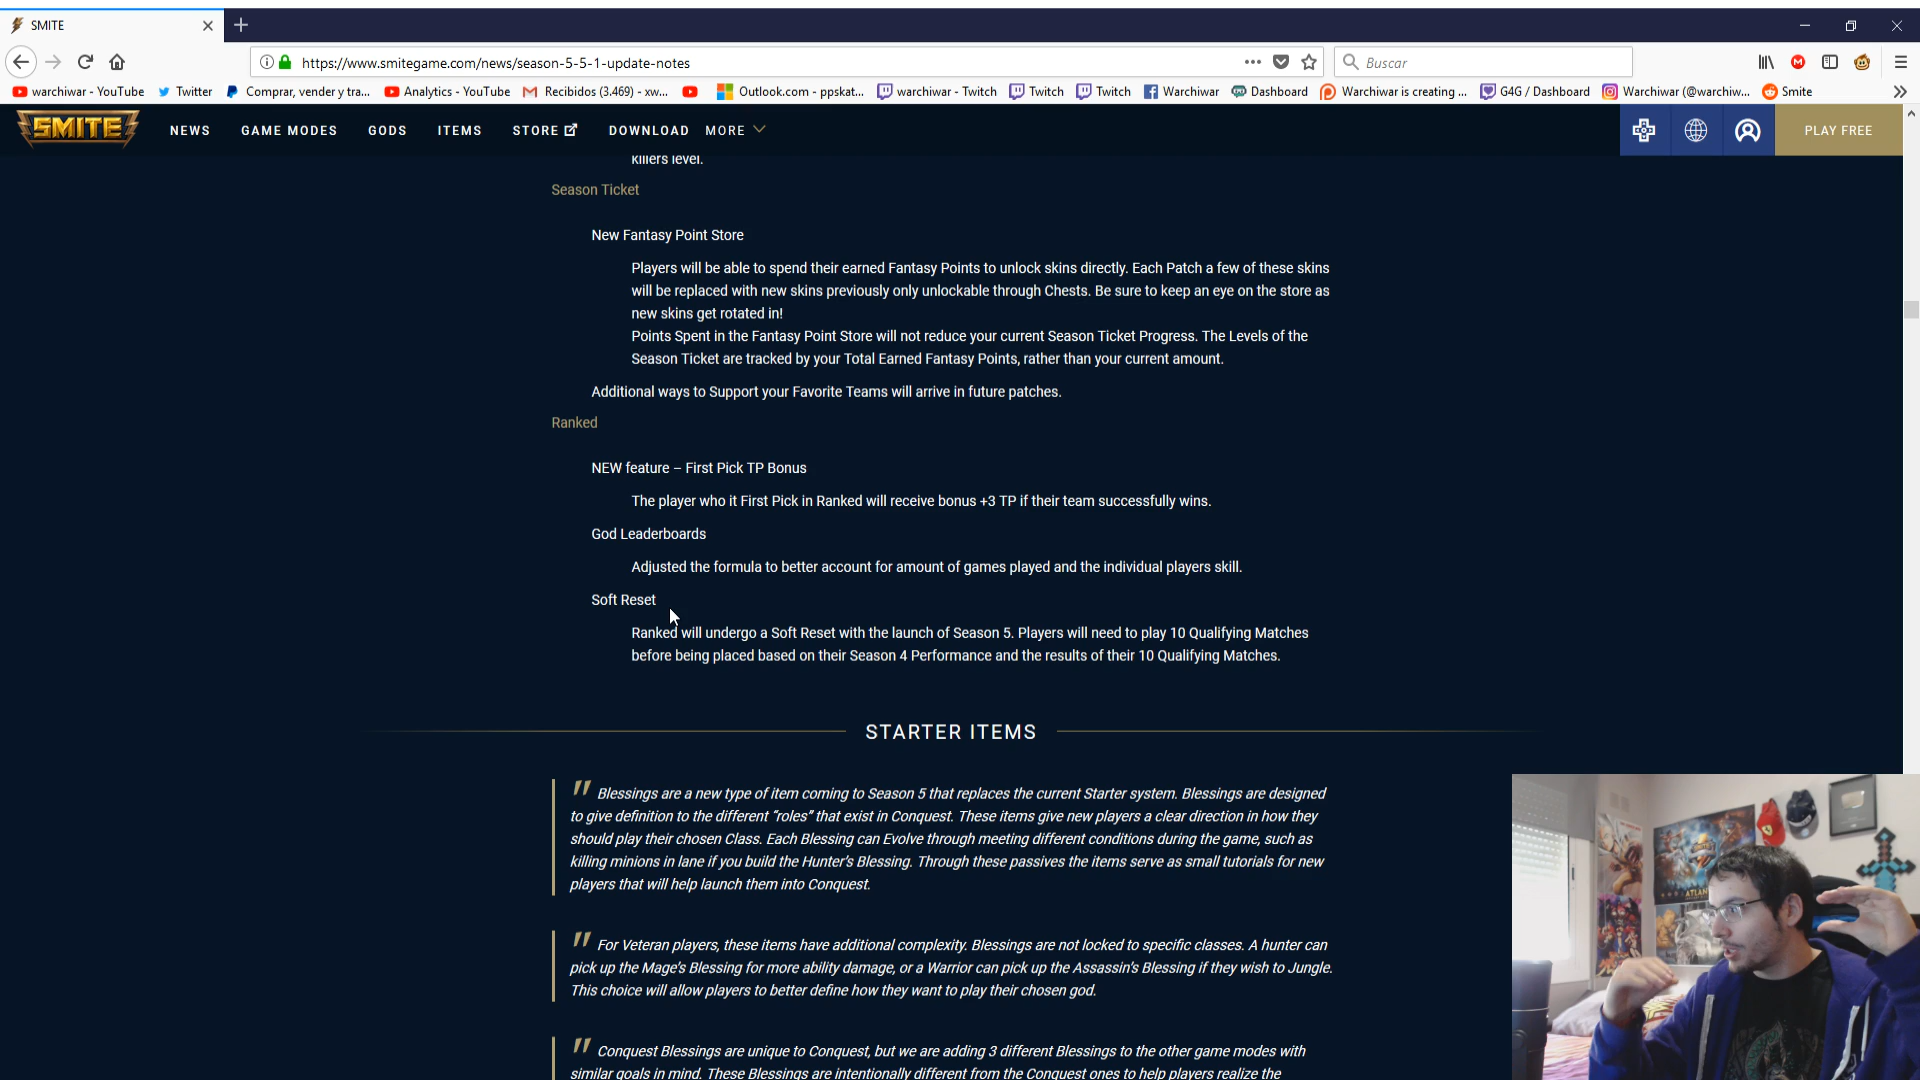 SMITE
https://www.smitegame.com/news/season-5-5-1-update-notes
Buscar
warchiwar - YouTube
Twitter
Comprar, vender y tra...
Analytics - YouTube
Recibidos (3.469) - xw...
Outlook.com - ppskat...
warchiwar - Twitch
Twitch
Twitch
Warchiwar
Dashboard
Warchiwar is creating ...
G4G / Dashboard
Warchiwar (@warchiw...
Smite
SMITE
NEWS
GAME MODES
GODS
ITEMS
STORE
DOWNLOAD
MORE
PLAY FREE
killers level.
Season Ticket
New Fantasy Point Store
Players will be able to spend their earned Fantasy Points to unlock skins directly. Each Patch a few of these skins
will be replaced with new skins previously only unlockable through Chests. Be sure to keep an eye on the store as
new skins get rotated in!
Points Spent in the Fantasy Point Store will not reduce your current Season Ticket Progress. The Levels of the
Season Ticket are tracked by your Total Earned Fantasy Points, rather than your current amount.
Additional ways to Support your Favorite Teams will arrive in future patches.
Ranked
NEW feature – First Pick TP Bonus
The player who it First Pick in Ranked will receive bonus +3 TP if their team successfully wins.
God Leaderboards
Adjusted the formula to better account for amount of games played and the individual players skill.
Soft Reset
Ranked will undergo a Soft Reset with the launch of Season 5. Players will need to play 10 Qualifying Matches
before being placed based on their Season 4 Performance and the results of their 10 Qualifying Matches.
STARTER ITEMS
" Blessings are a new type of item coming to Season 5 that replaces the current Starter system. Blessings are designed
to give definition to the different “roles” that exist in Conquest. These items give new players a clear direction in how they
should play their chosen Class. Each Blessing can Evolve through meeting different conditions during the game, such as
killing minions in lane if you build the Hunter's Blessing. Through these passives the items serve as small tutorials for new
players that will help launch them into Conquest.
" For Veteran players, these items have additional complexity. Blessings are not locked to specific classes. A hunter can
pick up the Mage's Blessing for more ability damage, or a Warrior can pick up the Assassin's Blessing if they wish to Jungle.
This choice will allow players to better define how they want to play their chosen god.
" Conquest Blessings are unique to Conquest, but we are adding 3 different Blessings to the other game modes with
similar goals in mind. These Blessings are intentionally different from the Conquest ones to help players realize the